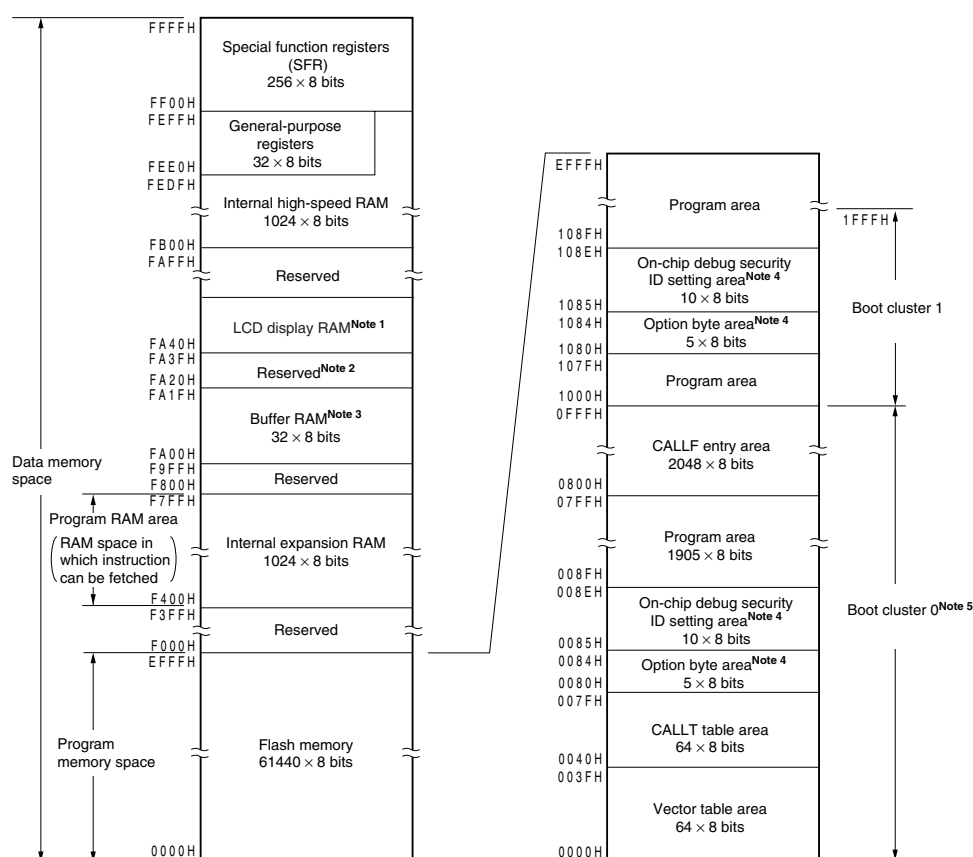 FFFFH
Special function registers
(SFR)
256 × 8 bits
FF00H
FEFFH
General-purpose
registers
32 × 8 bits
FEE0H
FEDFH
Internal high-speed RAM
1024 × 8 bits
FB00H
FAFFH
Reserved
LCD display RAMNote 1
FA40H
FA3FH
ReservedNote 2
FA20H
FA1FH
Buffer RAMNote 3
32 × 8 bits
FA00H
F9FFH
Reserved
F800H
F7FFH
Data memory
space
Program RAM area
RAM space in
which instruction
can be fetched
Internal expansion RAM
1024 × 8 bits
F400H
F3FFH
Reserved
F000H
EFFFH
Program
memory space
Flash memory
61440 × 8 bits
0000H
EFFFH
Program area
1FFFH
108FH
108EH
On-chip debug security
ID setting areaNote 4
10 × 8 bits
1085H
1084H
Option byte areaNote 4
5 × 8 bits
1080H
107FH
Program area
1000H
0FFFH
Boot cluster 1
CALLF entry area
2048 × 8 bits
0800H
07FFH
Program area
1905 × 8 bits
008FH
008EH
On-chip debug security
ID setting areaNote 4
10 × 8 bits
0085H
0084H
Option byte areaNote 4
5 × 8 bits
0080H
007FH
CALLT table area
64 × 8 bits
0040H
003FH
Vector table area
64 × 8 bits
0000H
Boot cluster 0Note 5